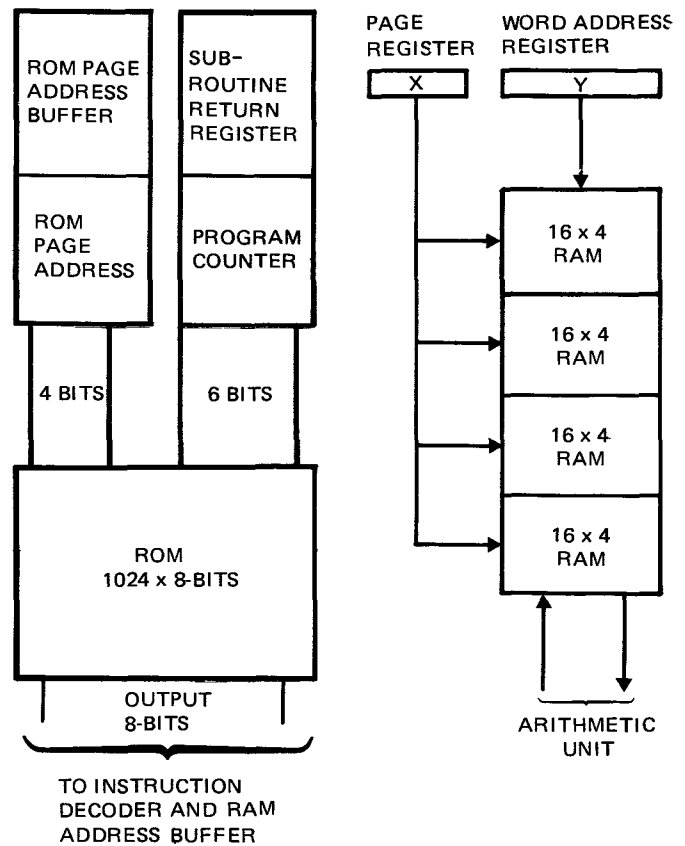 ROM PAGE
ADDRESS
BUFFER
SUB-
ROUTINE
RETURN
REGISTER
ROM
PAGE
ADDRESS
PROGRAM
COUNTER
4 BITS
6 BITS
ROM
1024 x 8-BITS
OUTPUT
8-BITS
TO INSTRUCTION
DECODER AND RAM
ADDRESS BUFFER
PAGE
REGISTER
WORD ADDRESS
REGISTER
X
Y
16 x 4
RAM
16 x 4
RAM
16 x 4
RAM
16 x 4
RAM
ARITHMETIC
UNIT